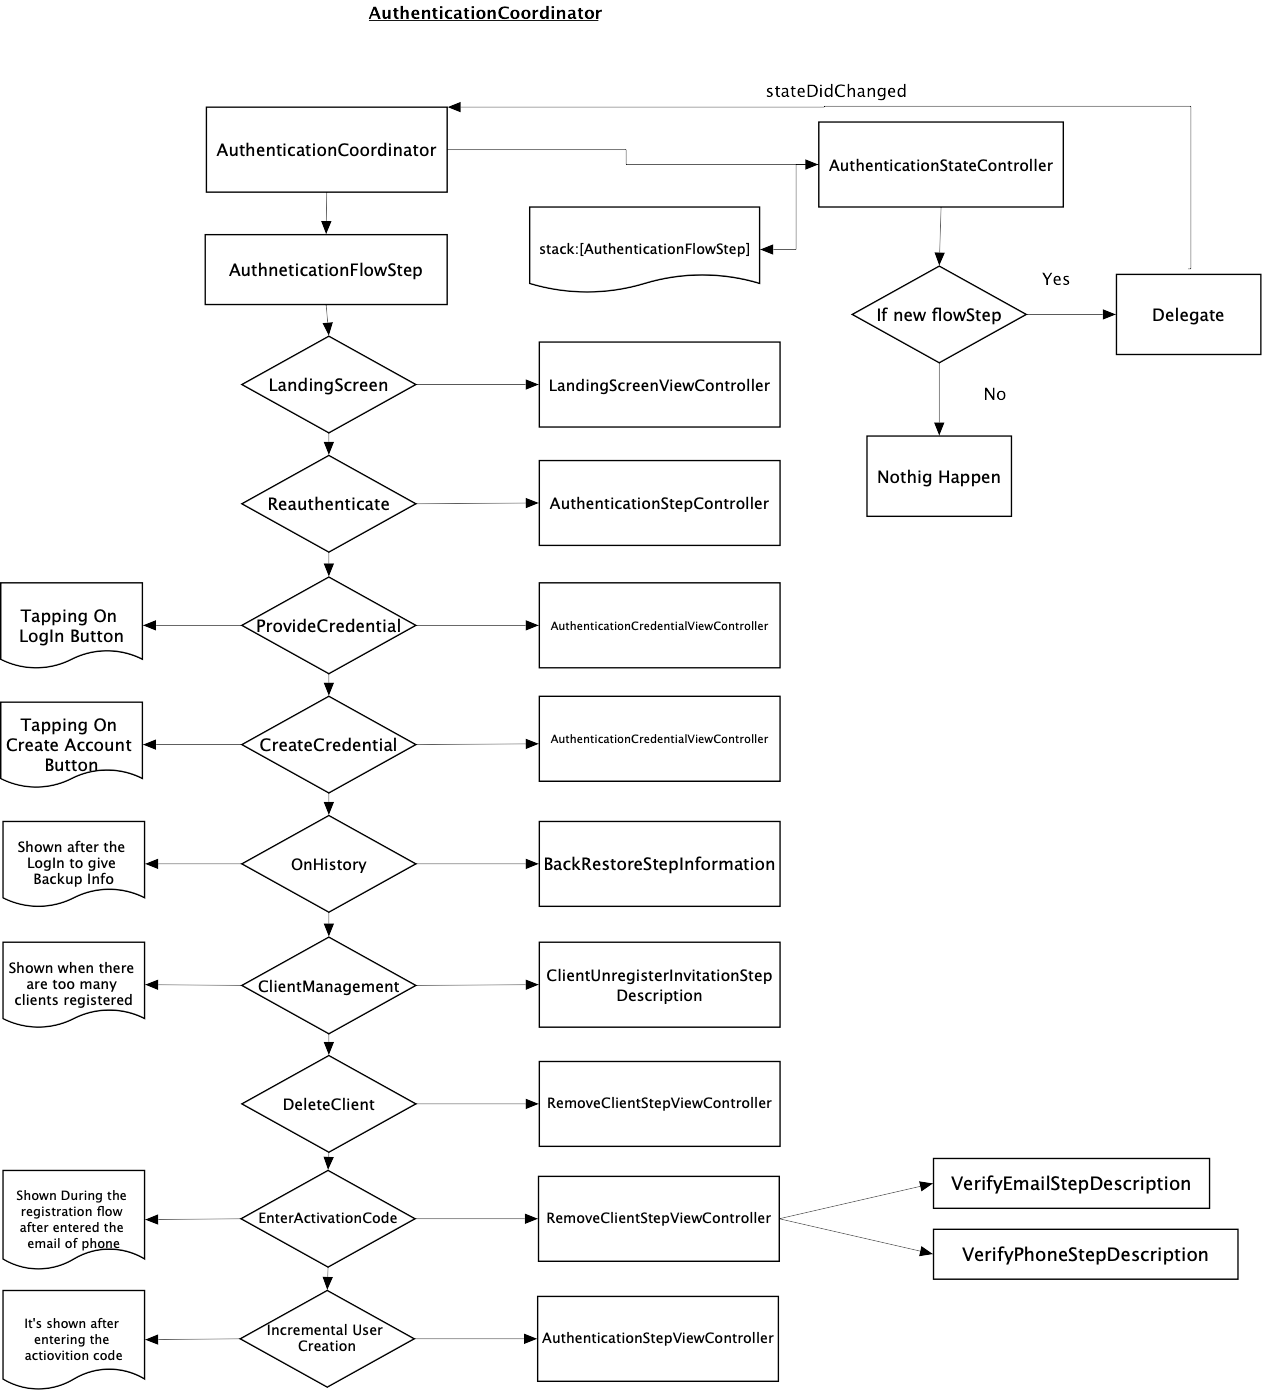 AuthenticationCoordinator
stateDidChanged
AuthenticationCoordinator
AuthenticationStateController
stack:[AuthenticationFlowStep]
AuthneticationFlowStep
Yes
If new flowStep
Delegate
LandingScreen
LandingScreenViewController
No
Nothig Happen
Reauthenticate
AuthenticationStepController
Tapping On
LogIn Button
ProvideCredential
AuthenticationCredentialViewController
Tapping On
Create Account
Button
CreateCredential
AuthenticationCredentialViewController
Shown after the
LogIn to give
Backup Info
OnHistory
BackRestoreStepInformation
Shown when there
are too many
clients registered
ClientManagement
ClientUnregisterInvitationStep
Description
DeleteClient
RemoveClientStepViewController
Shown During the
registration flow
after entered the
email of phone
EnterActivationCode
RemoveClientStepViewController
VerifyEmailStepDescription
VerifyPhoneStepDescription
It's shown after
entering the
actiovition code
Incremental User
Creation
AuthenticationStepViewController